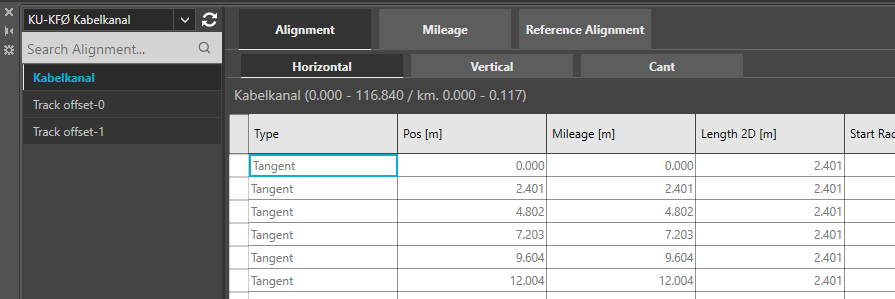 KU-KFØ Kabelkanal
Search Alignment...
Kabelkanal
Track offset-0
Track offset-1
Alignment Mileage Reference Alignment
Horizontal Vertical Cant
Kabelkanal (0.000 - 116.840 / km. 0.000 - 0.117)
Type Pos [m] Mileage [m] Length 2D [m] Start Rac
Tangent 0.000 0.000 2.401
Tangent 2.401 2.401 2.401
Tangent 4.802 4.802 2.401
Tangent 7.203 7.203 2.401
Tangent 9.604 9.604 2.401
Tangent 12.004 12.004 2.401